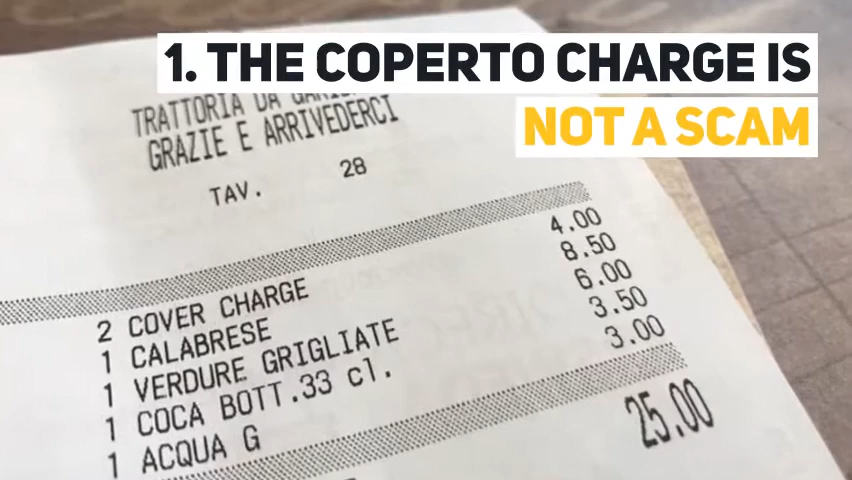 1. THE COPERTO CHARGE IS
NOT A SCAM
TRATTORIA DA
GRAZIE E ARRIVEDERCI
TAV. 28
2 COVER CHARGE 4.00
1 CALABRESE 8.50
1 VERDURE GRIGLIATE 6.00
1 COCA BOTT.33 cl. 3.50
1 ACQUA G 3.00
25.00